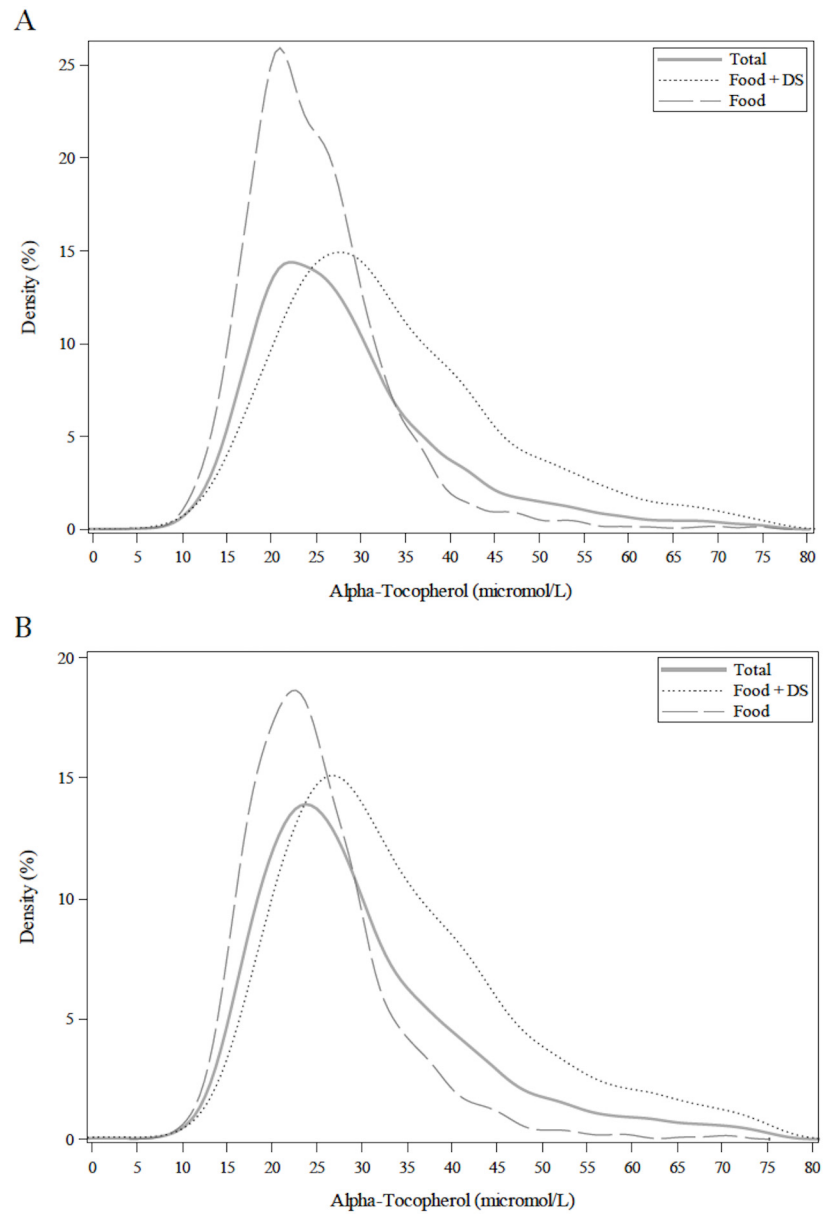 A
25
20
15
10
5
0
Density (%)
Total
Food + DS
Food
0 5 10 15 20 25 30 35 40 45 50 55 60 65 70 75 80
Alpha-Tocopherol (micromol/L)
B
20
15
10
5
0
Density (%)
Total
Food + DS
Food
0 5 10 15 20 25 30 35 40 45 50 55 60 65 70 75 80
Alpha-Tocopherol (micromol/L)